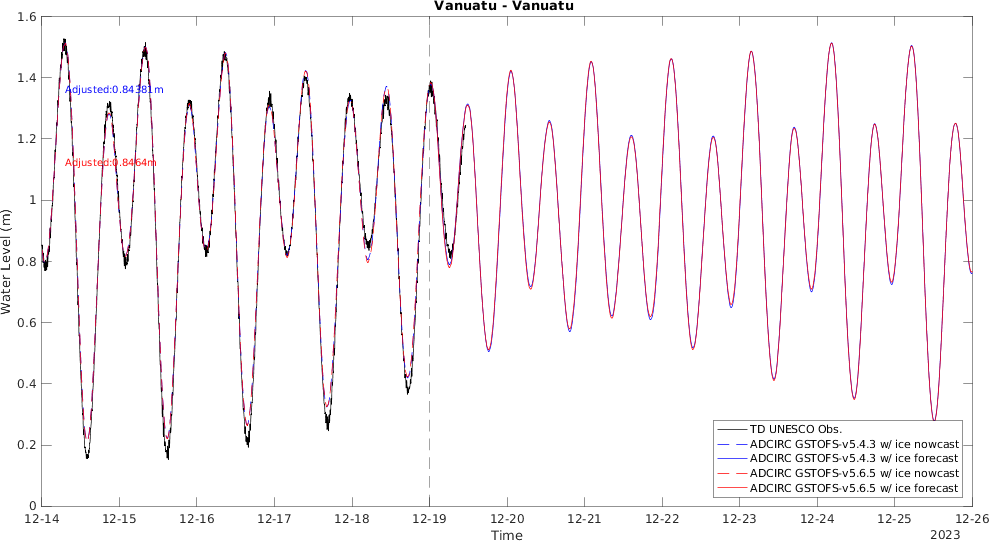 Vanuatu - Vanuatu
1.6
1.4
1.2
1
0.8
0.6
0.4
0.2
0
Water Level (m)
Adjusted:0.84381m
Adjusted:0.8464m
TD UNESCO Obs.
ADCIRC GSTOFS-v5.4.3 w/ ice nowcast
ADCIRC GSTOFS-v5.4.3 w/ ice forecast
ADCIRC GSTOFS-v5.6.5 w/ ice nowcast
ADCIRC GSTOFS-v5.6.5 w/ ice forecast
12-14 12-15 12-16 12-17 12-18 12-19 12-20 12-21 12-22 12-23 12-24 12-25 12-26
Time
2023